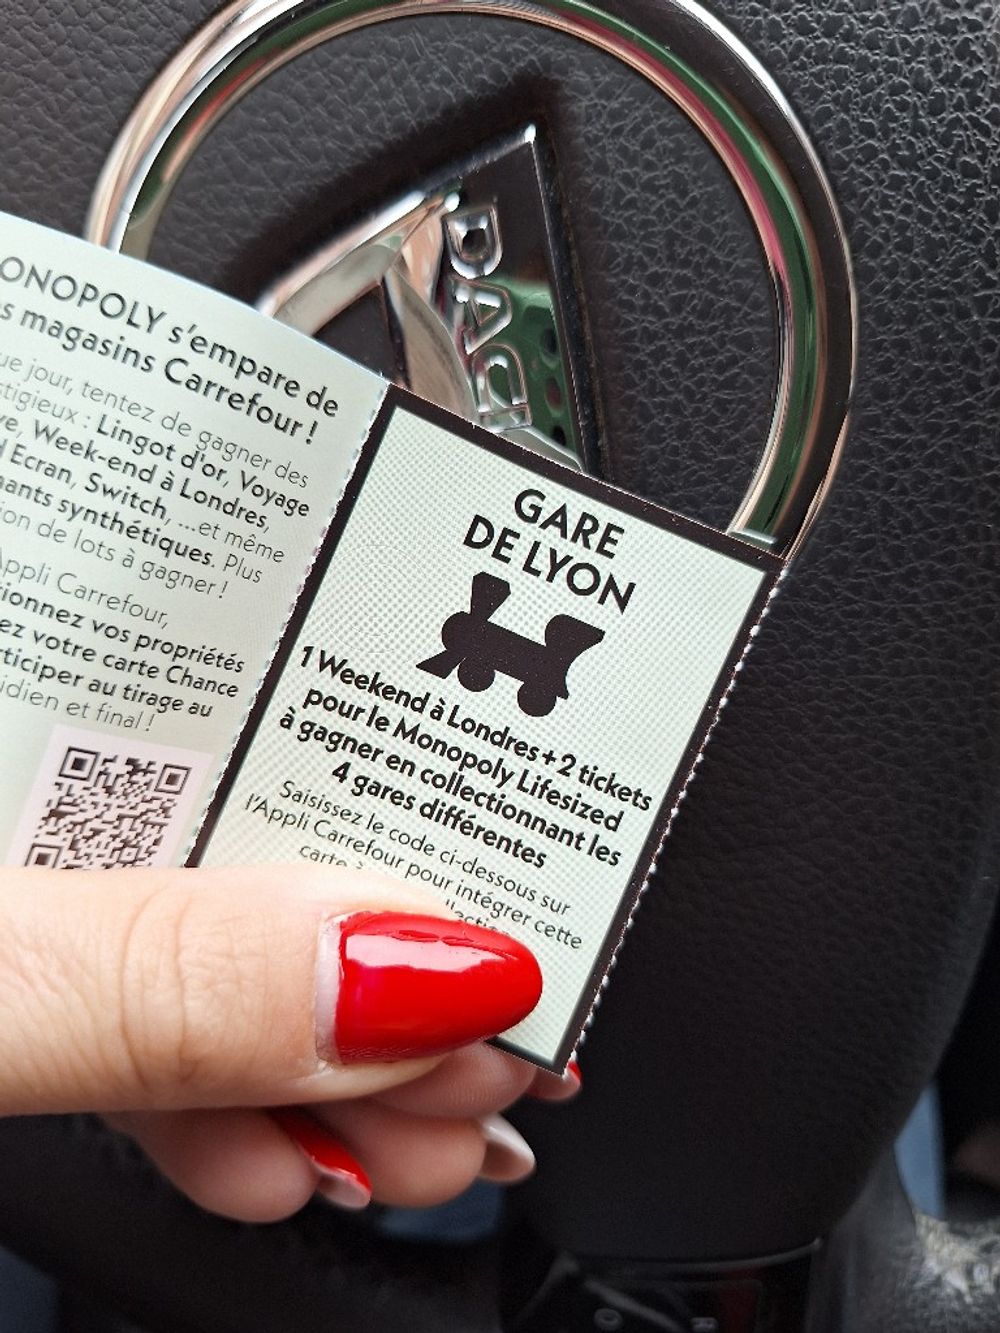 DACI
ONOPOLY s'empare de
s magasins Carrefour !
ue jour, tentez de gagner des
stigieux : Lingot d'or, Voyage
ve, Week-end à Londres,
d Ecran, Switch, ...et même
mants synthétiques. Plus
ion de lots à gagner !
Appli Carrefour,
tionnez vos propriétés
ez votre carte Chance
rticiper au tirage au
idien et final !
GARE
DE LYON
1 Weekend à Londres + 2 tickets
pour le Monopoly Lifesized
à gagner en collectionnant les
4 gares différentes
Saisissez le code ci-dessous sur
l'Appli Carrefour pour intégrer cette
carte à